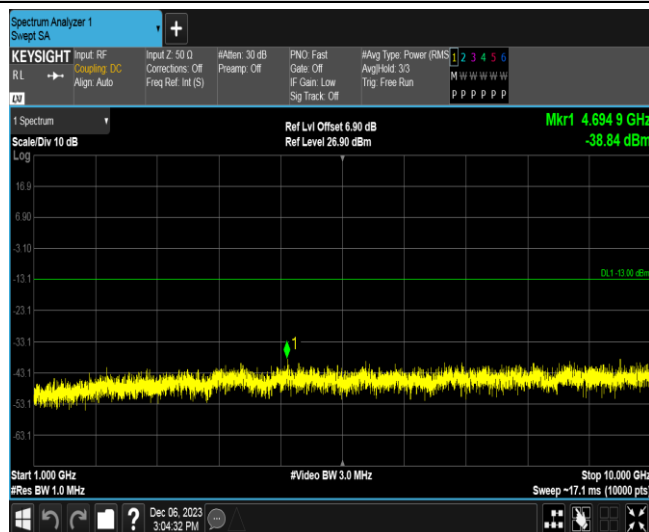 Spectrum Analyzer 1
Swept SA
+
KEYSIGHT
RL
LXI
Input: RF
Coupling: DC
Align: Auto
Input Z: 50 Ω
Corrections: Off
Freq Ref: Int (S)
#Atten: 30 dB
Preamp: Off
PNO: Fast
Gate: Off
IF Gain: Low
Sig Track: Off
#Avg Type: Power (RMS
Avg|Hold: 3/3
Trig: Free Run
1 2 3 4 5 6
M W W W W W
P P P P P P
1 Spectrum
Scale/Div 10 dB
Log
Ref Lvl Offset 6.90 dB
Ref Level 26.90 dBm
Mkr1 4.694 9 GHz
-38.84 dBm
16.9
6.90
-3.10
-13.1
-23.1
-33.1
-43.1
-53.1
-63.1
DL1 -13.00 dBm
1
Start 1.000 GHz
#Res BW 1.0 MHz
#Video BW 3.0 MHz
Stop 10.000 GHz
Sweep ~17.1 ms (10000 pts)
?
Dec 06, 2023
3:04:32 PM